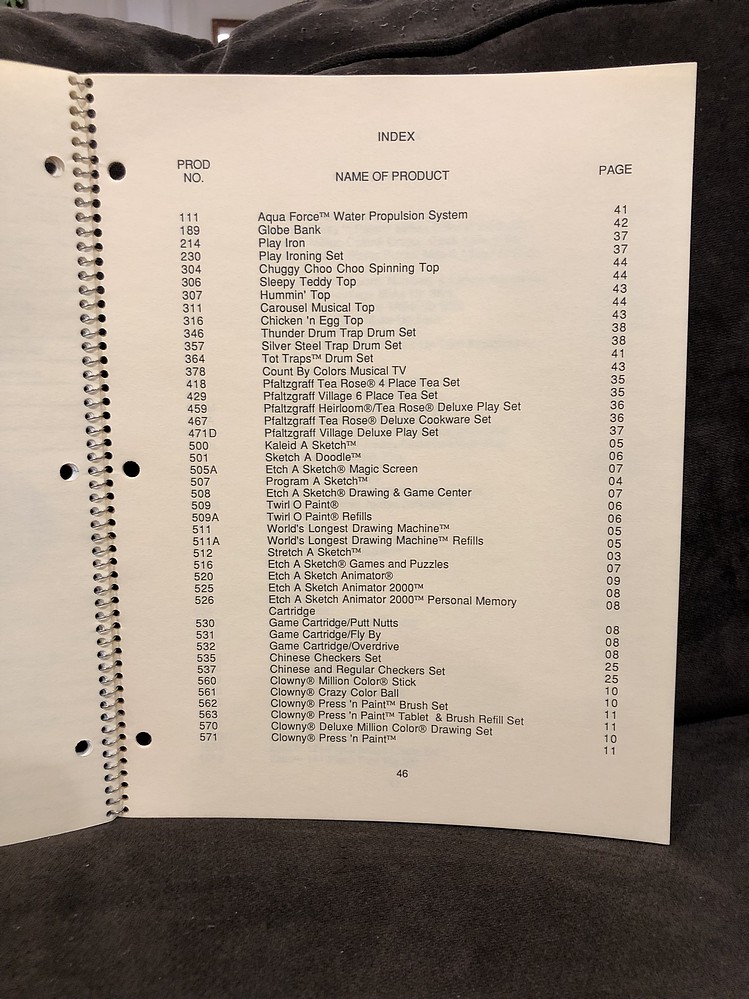 INDEX
PROD
NO. NAME OF PRODUCT PAGE
111 Aqua Force™ Water Propulsion System 41
189 Globe Bank 42
214 Play Iron 37
230 Play Ironing Set 37
304 Chuggy Choo Choo Spinning Top 44
306 Sleepy Teddy Top 44
307 Hummin' Top 43
311 Carousel Musical Top 44
316 Chicken 'n Egg Top 43
346 Thunder Drum Trap Drum Set 38
357 Silver Steel Trap Drum Set 38
364 Tot Traps™ Drum Set 41
378 Count By Colors Musical TV 43
418 Pfaltzgraff Tea Rose® 4 Place Tea Set 35
429 Pfaltzgraff Village 6 Place Tea Set 35
459 Pfaltzgraff Heirloom®/Tea Rose® Deluxe Play Set 36
467 Pfaltzgraff Tea Rose® Deluxe Cookware Set 36
471D Pfaltzgraff Village Deluxe Play Set 37
500 Kaleid A Sketch™ 05
501 Sketch A Doodle™ 06
505A Etch A Sketch® Magic Screen 07
507 Program A Sketch™ 04
508 Etch A Sketch® Drawing & Game Center 07
509 Twirl O Paint® 06
509A Twirl O Paint® Refills 06
511 World's Longest Drawing Machine™ 05
511A World's Longest Drawing Machine™ Refills 05
512 Stretch A Sketch™ 03
516 Etch A Sketch® Games and Puzzles 07
520 Etch A Sketch Animator® 09
525 Etch A Sketch Animator 2000™ 08
526 Etch A Sketch Animator 2000™ Personal Memory 08
Cartridge
530 Game Cartridge/Putt Nutts 08
531 Game Cartridge/Fly By 08
532 Game Cartridge/Overdrive 08
535 Chinese Checkers Set 25
537 Chinese and Regular Checkers Set 25
560 Clowny® Million Color® Stick 10
561 Clowny® Crazy Color Ball 10
562 Clowny® Press 'n Paint™ Brush Set 11
563 Clowny® Press 'n Paint™ Tablet & Brush Refill Set 11
570 Clowny® Deluxe Million Color® Drawing Set 10
571 Clowny® Press 'n Paint™ 11
46